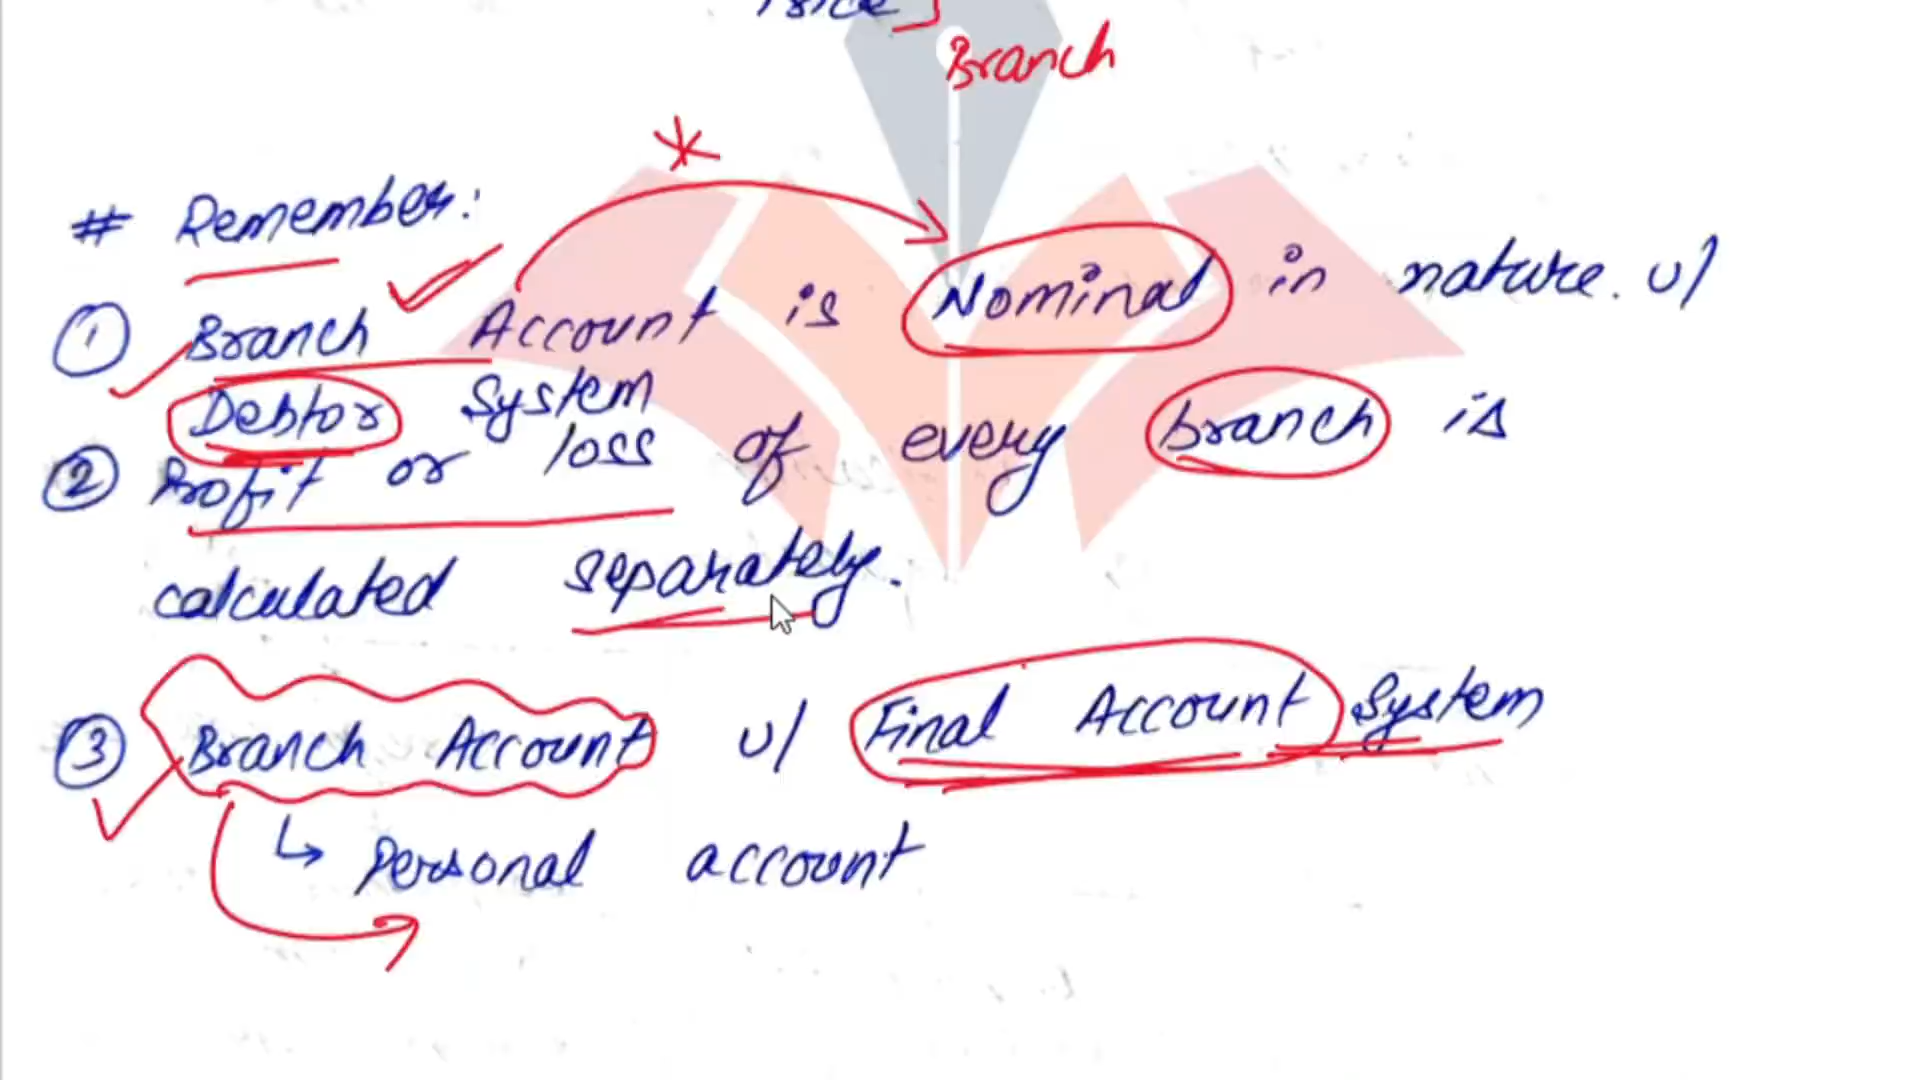 Branch
# Remember:
① Branch Account is Nominal in nature. u/
Debtor System
② Profit or loss of every branch is
calculated separately.
③ Branch Account u/ Final Account System
↳ Personal account